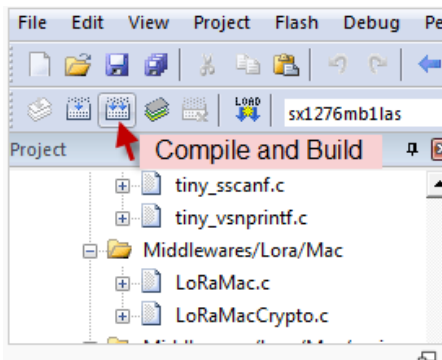 File Edit View Project Flash Debug Pe
LOAD sx1276mb1las
Project Compile and Build
tiny_sscanf.c
tiny_vsnprintf.c
Middlewares/Lora/Mac
LoRaMac.c
LoRaMacCrypto.c